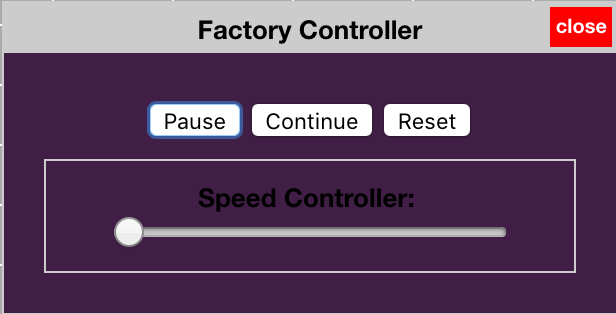 Factory Controller
close
Pause Continue Reset
Speed Controller: